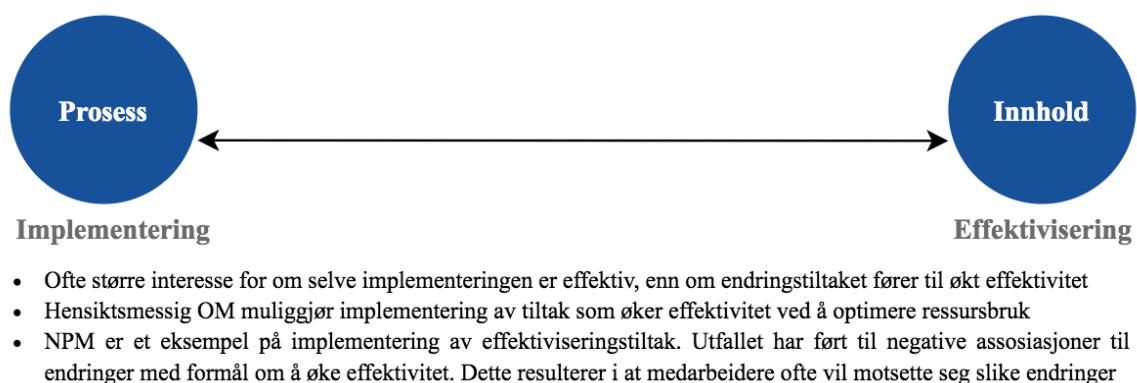 Prosess
Innhold
Implementering
Effektivisering
• Ofte større interesse for om selve implementeringen er effektiv, enn om endringstiltaket fører til økt effektivitet
• Hensiktsmessig OM muliggjør implementering av tiltak som øker effektivitet ved å optimere ressursbruk
• NPM er et eksempel på implementering av effektiviseringstiltak. Utfallet har ført til negative assosiasjoner til
endringer med formål om å øke effektivitet. Dette resulterer i at medarbeidere ofte vil motsette seg slike endringer